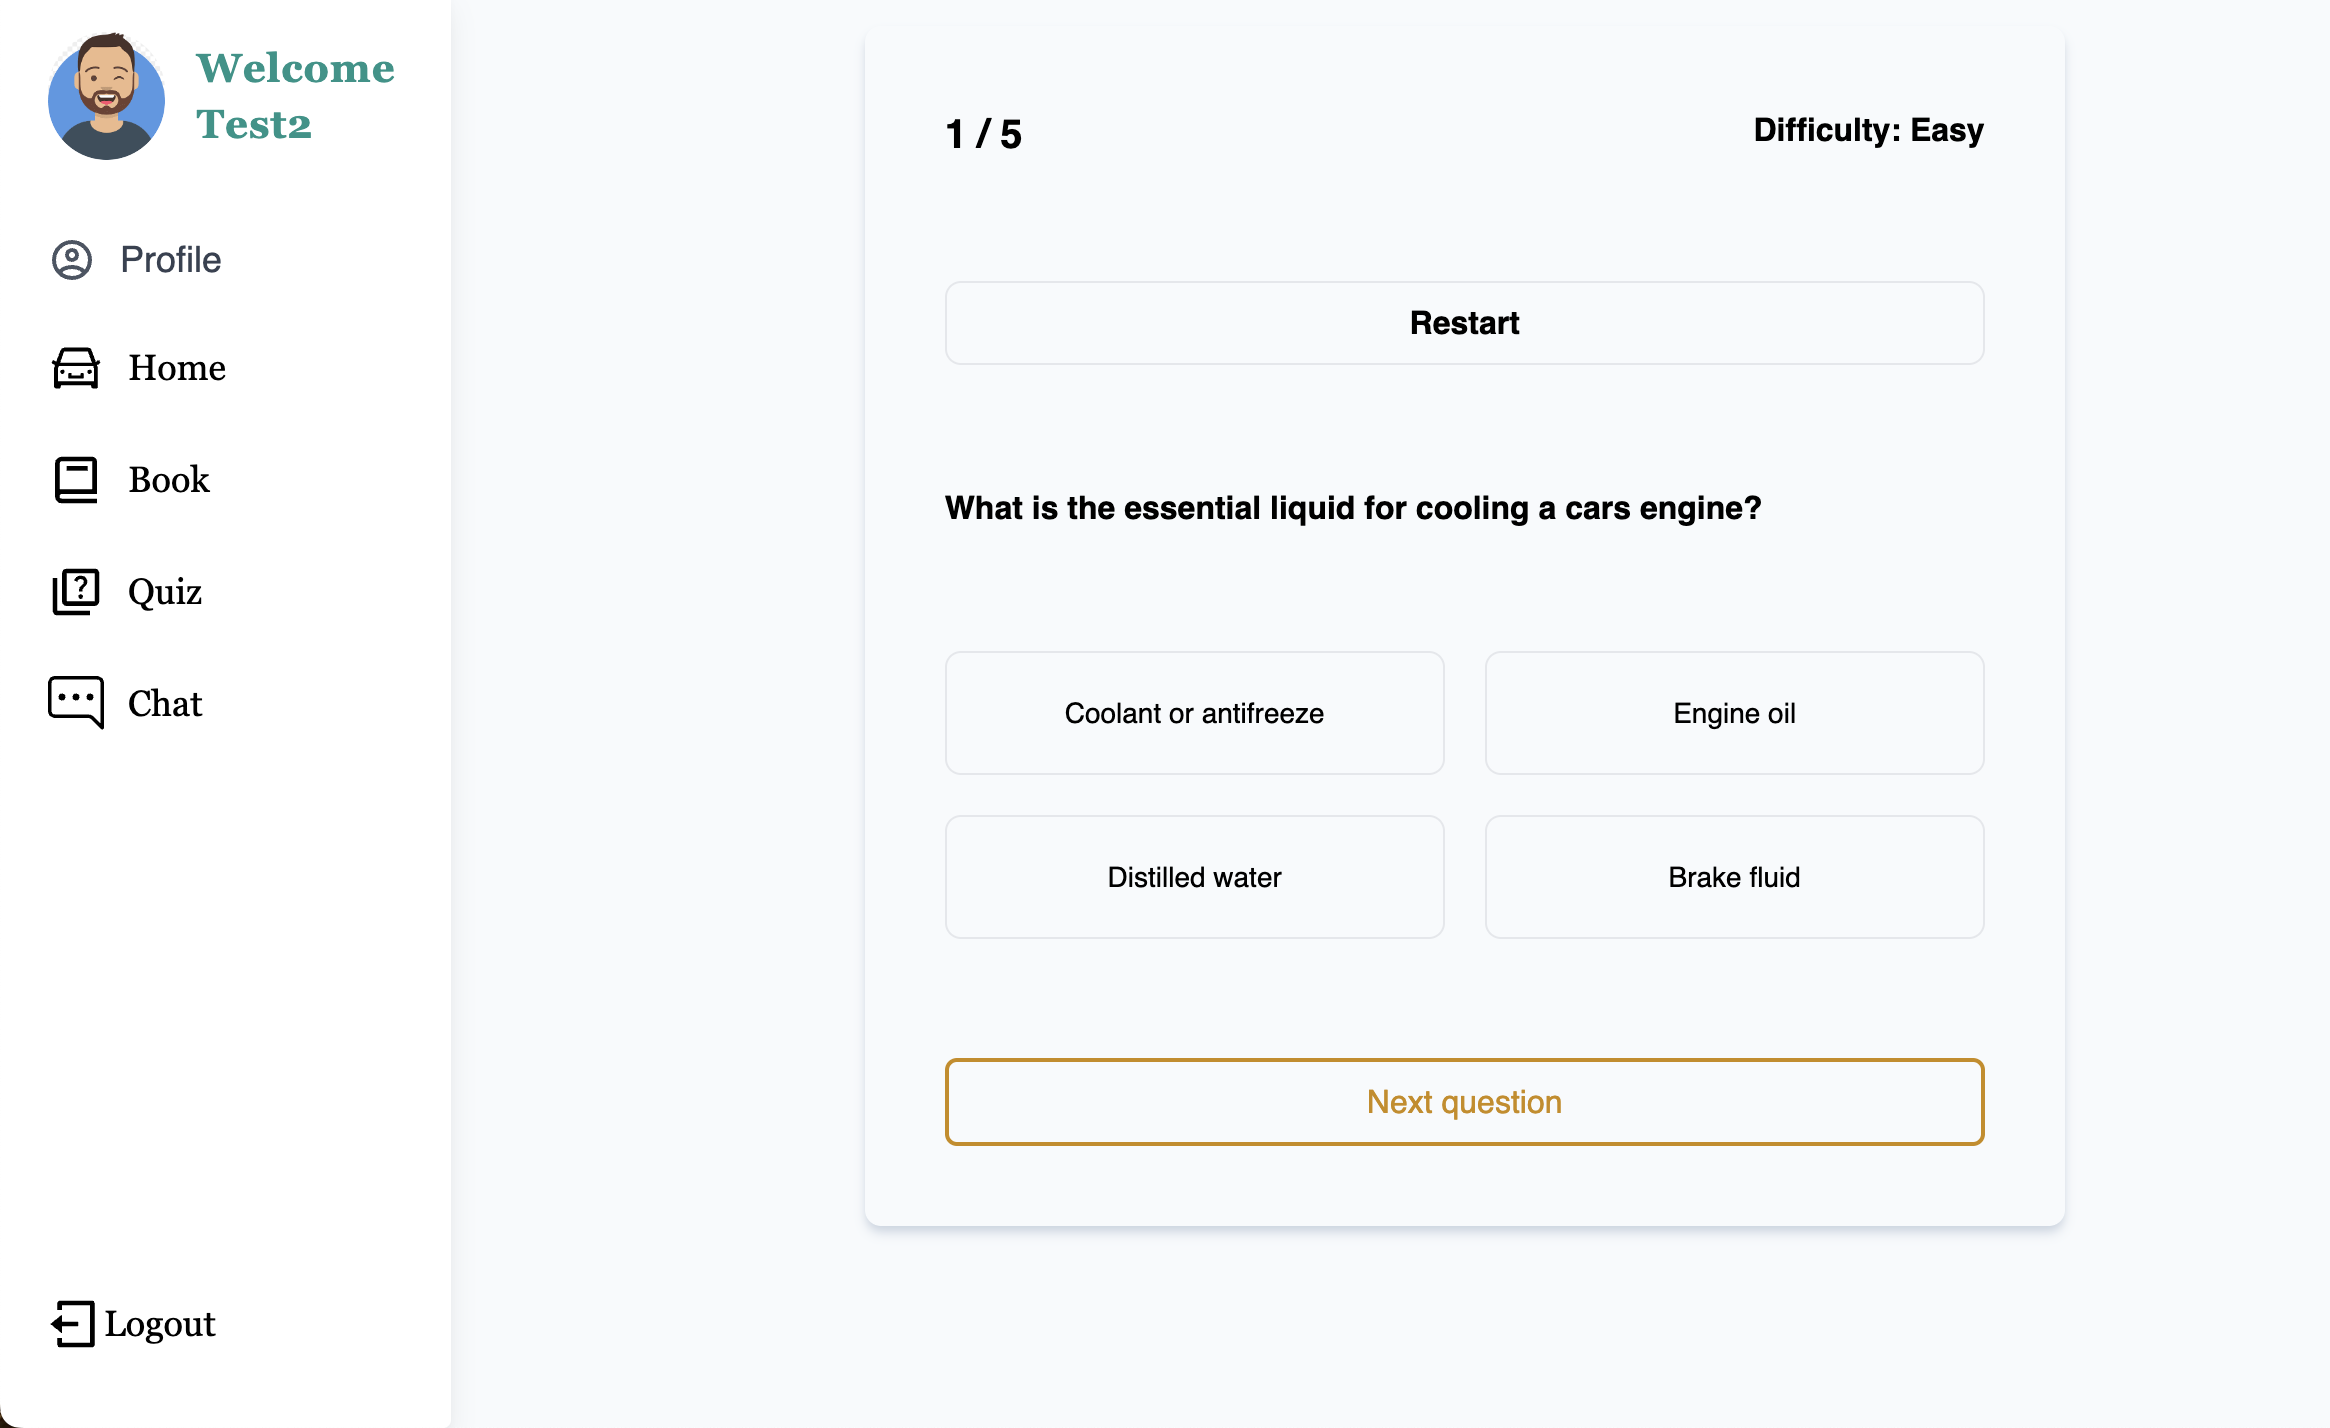 Welcome
Test2
Profile
Home
Book
Quiz
Chat
Logout
1 / 5
Difficulty: Easy
Restart
What is the essential liquid for cooling a cars engine?
Coolant or antifreeze
Engine oil
Distilled water
Brake fluid
Next question